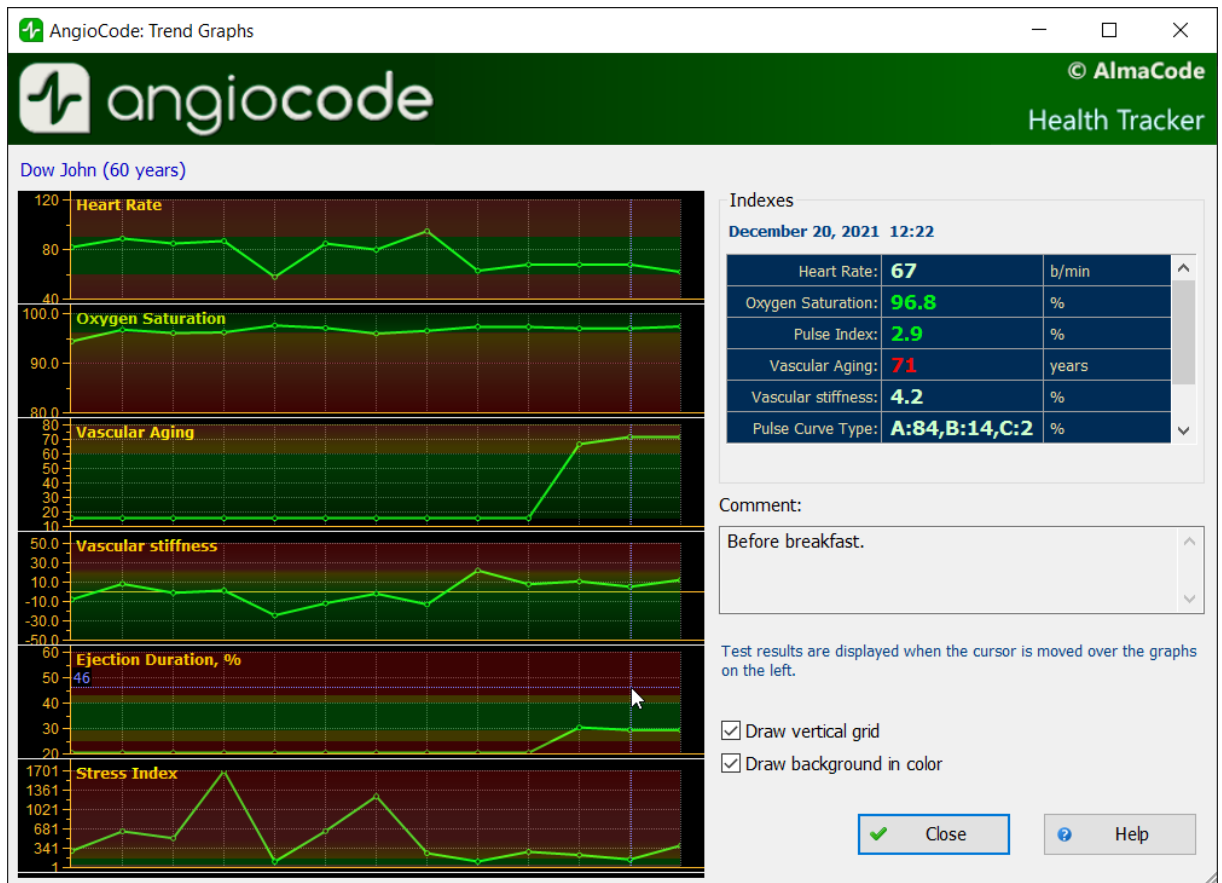 AngioCode: Trend Graphs
angiocode
© AlmaCode
Health Tracker
Dow John (60 years)
120
Heart Rate
80
40
100.0
Oxygen Saturation
90.0
80.0
80
Vascular Aging
70
60
50
40
30
20
10
50.0
Vascular stiffness
30.0
10.0
-10.0
-30.0
-50.0
60
Ejection Duration, %
50
46
40
30
20
1701
Stress Index
1361
1021
681
341
1
Indexes
December 20, 2021 12:22
Heart Rate: 67 b/min
Oxygen Saturation: 96.8 %
Pulse Index: 2.9 %
Vascular Aging: 71 years
Vascular stiffness: 4.2 %
Pulse Curve Type: A:84,B:14,C:2 %
Comment:
Before breakfast.
Test results are displayed when the cursor is moved over the graphs
on the left.
Draw vertical grid
Draw background in color
Close
Help